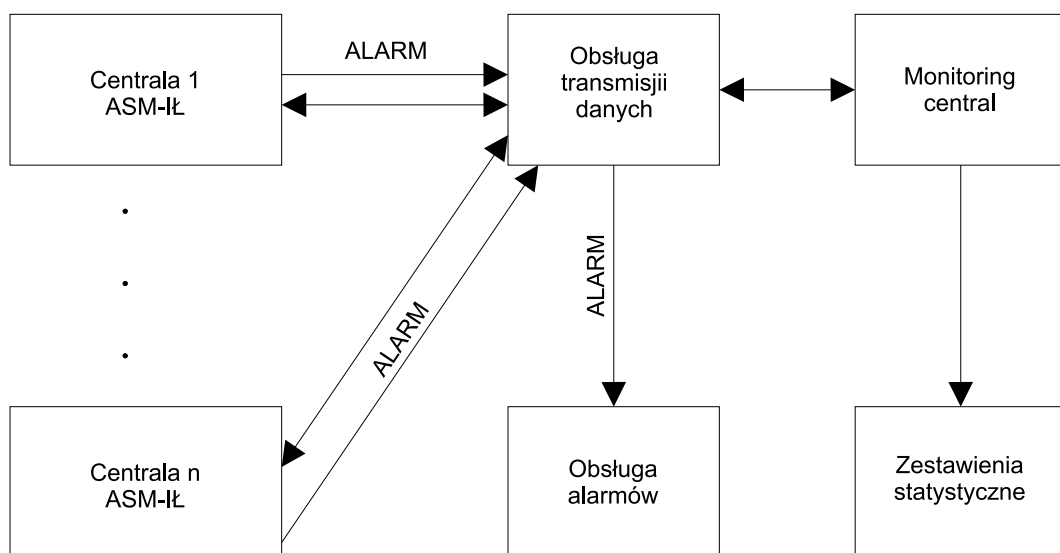 Centrala 1
ASM-IŁ
ALARM
Obsługa
transmisjii
danych
Monitoring
central
ALARM
ALARM
Centrala n
ASM-IŁ
Obsługa
alarmów
Zestawienia
statystyczne